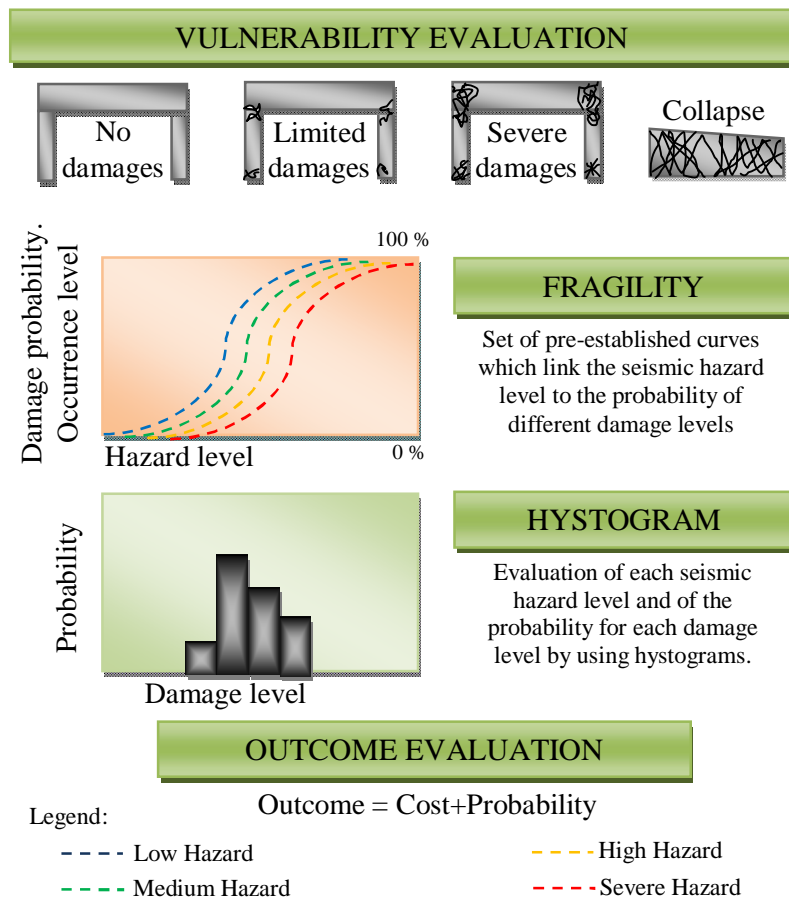 VULNERABILITY EVALUATION
No
damages
Limited
damages
Severe
damages
Collapse
Damage probability.
Occurrence level
100 %
Hazard level
0 %
FRAGILITY
Set of pre-established curves
which link the seismic hazard
level to the probability of
different damage levels
Probability
Damage level
HYSTOGRAM
Evaluation of each seismic
hazard level and of the
probability for each damage
level by using hystograms.
OUTCOME EVALUATION
Outcome = Cost+Probability
Legend:
Low Hazard
Medium Hazard
High Hazard
Severe Hazard